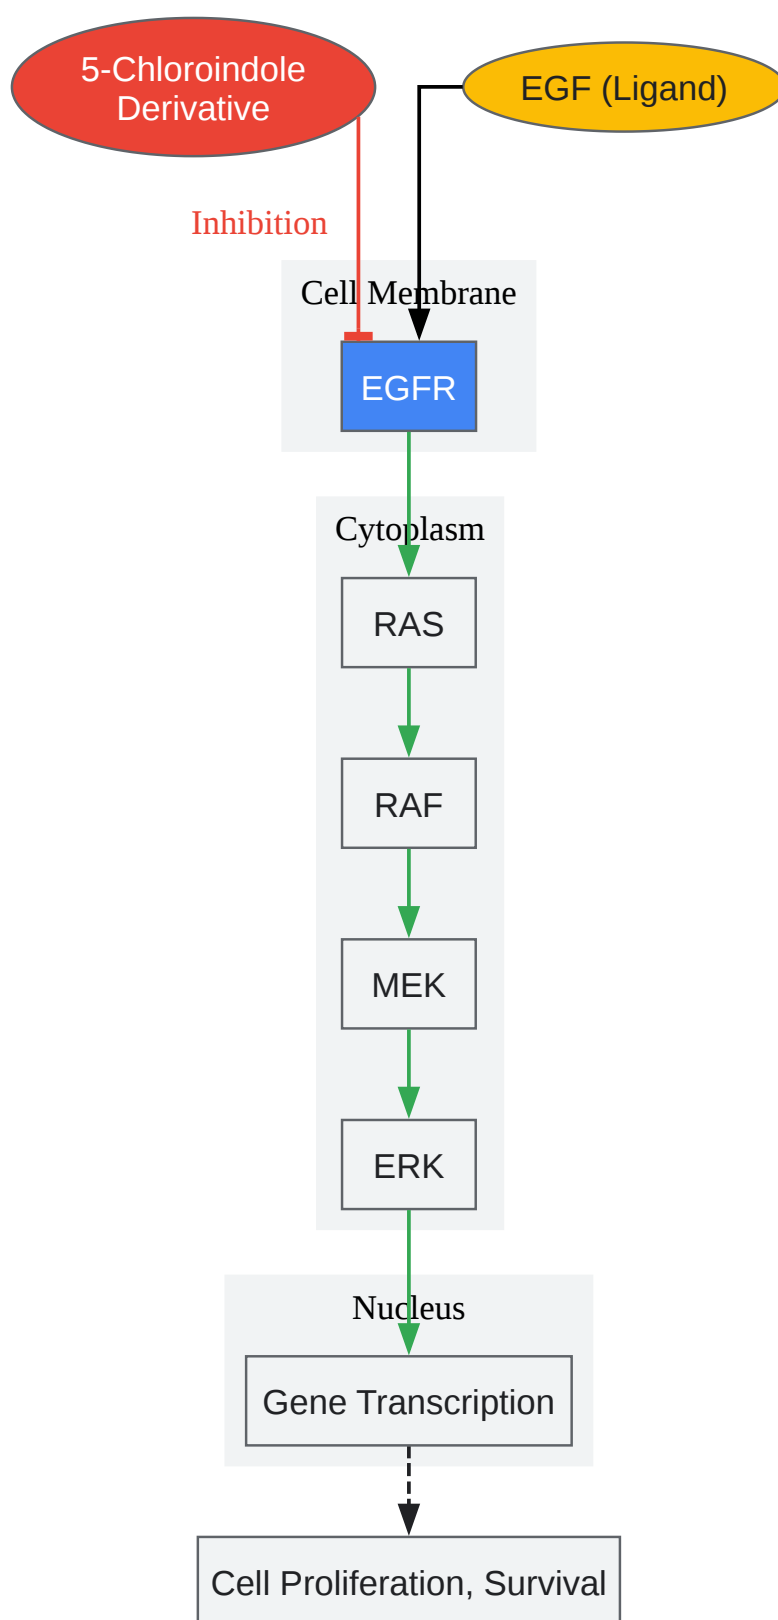 5-Chloroindole
Derivative
EGF (Ligand)
Inhibition
Cell Membrane
EGFR
Cytoplasm
RAS
RAF
MEK
ERK
Nucleus
Gene Transcription
Cell Proliferation, Survival